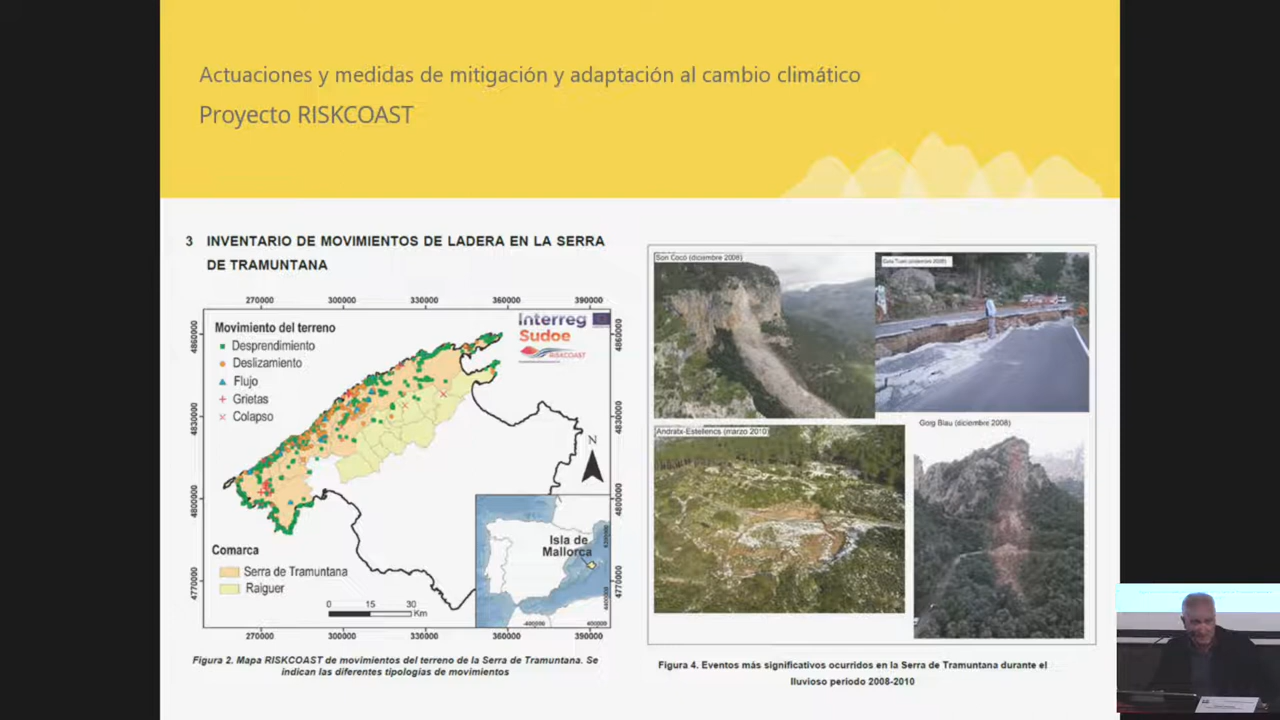 Actuaciones y medidas de mitigación y adaptación al cambio climático
Proyecto RISKCOAST
3 INVENTARIO DE MOVIMIENTOS DE LADERA EN LA SERRA
DE TRAMUNTANA
270000 300000 330000 360000 390000
Movimiento del terreno
Desprendimiento
Deslizamiento
Flujo
Grietas
Colapso
Interreg
Sudoe
RISKCOAST
4860000
4830000
4800000
4770000
4860000
4830000
4800000
4770000
N
Isla de
Mallorca
Comarca
Serra de Tramuntana
Raiguer
0 15 30
Km
270000 300000 330000 360000 390000
Figura 2. Mapa RISKCOAST de movimientos del terreno de la Serra de Tramuntana. Se
indican las diferentes tipologías de movimientos
Son Cocó (diciembre 2008)
Andratx-Estellencs (marzo 2010)
Gorg Blau (diciembre 2008)
Figura 4. Eventos más significativos ocurridos en la Serra de Tramuntana durante el
lluvioso periodo 2008-2010